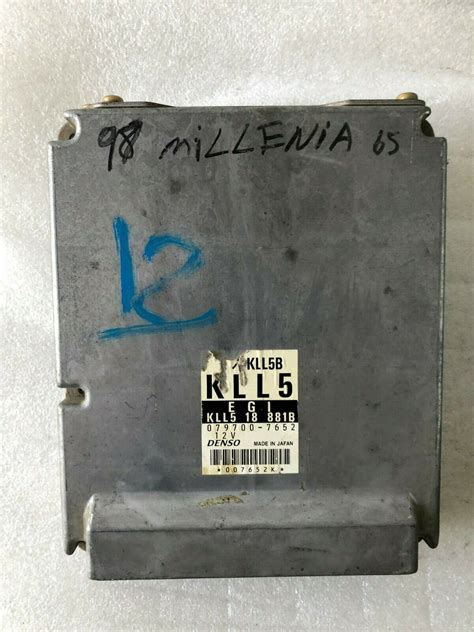 98 MiLLENIA 65
12
KLL5B
KLL5
EGI
KLL5 18 881B
079700-7652
12V
DENSO MADE IN JAPAN
*007652K*